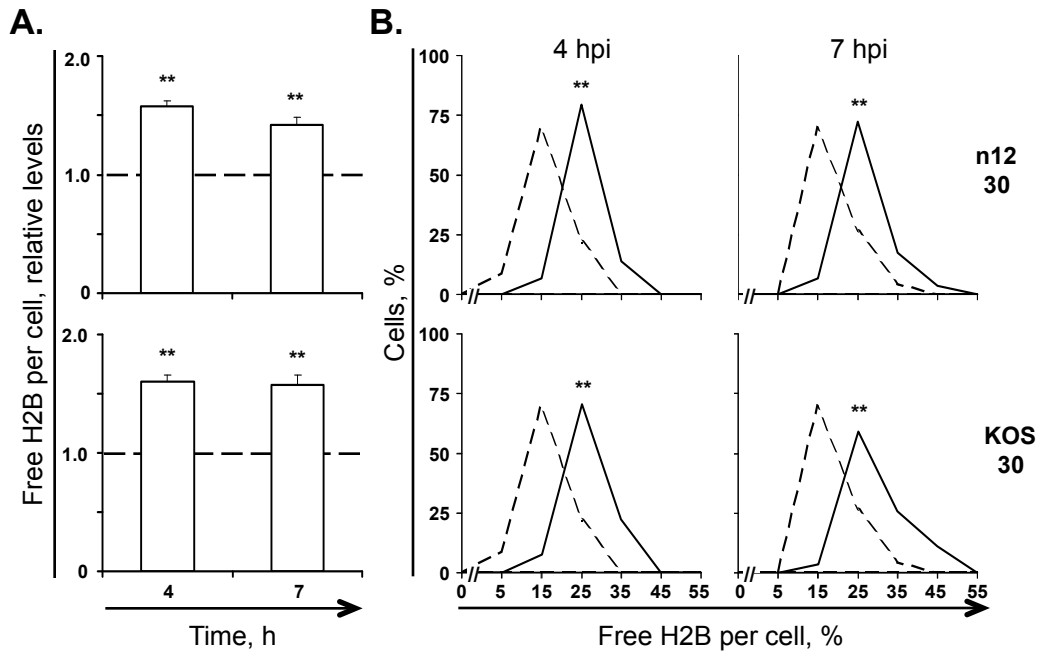 A.
Free H2B per cell, relative levels
2.0
**
**
1.0
0
2.0
**
**
1.0
0
4 7
Time, h
B.
Cells, %
4 hpi 7 hpi
100
75
50
25
0
**
**
n12
30
100
75
50
25
0
**
**
KOS
30
0 5 15 25 35 45 55
0 5 15 25 35 45 55
Free H2B per cell, %